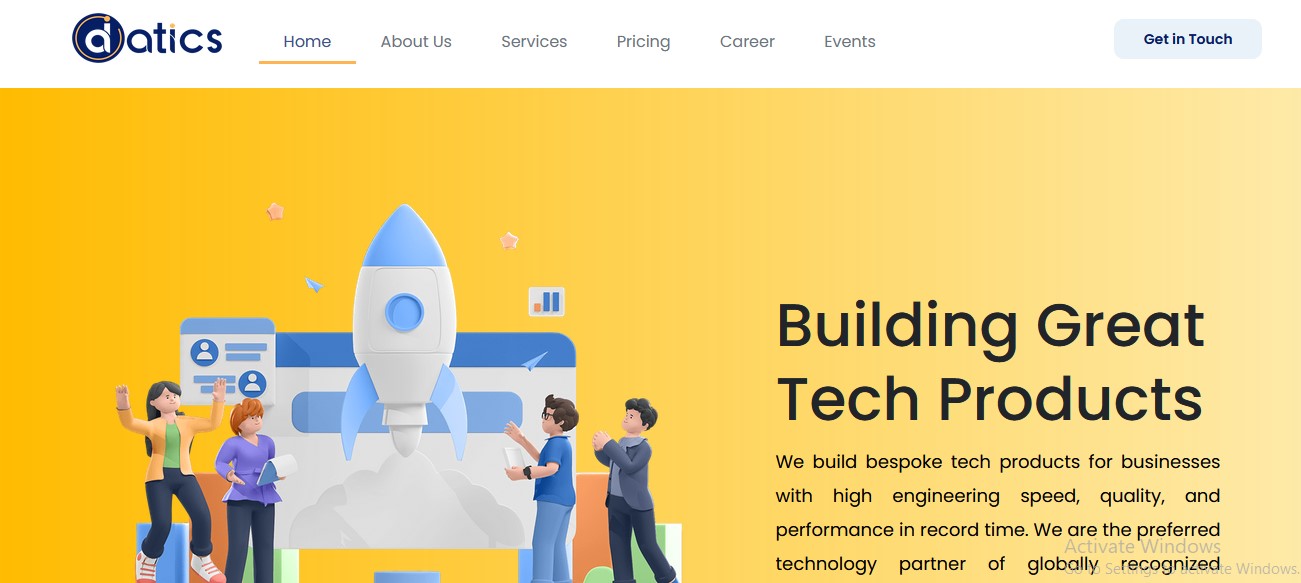 datics
Home
About Us
Services
Pricing
Career
Events
Get in Touch
Building Great
Tech Products
We build bespoke tech products for businesses
with high engineering speed, quality, and
performance in record time. We are the preferred
technology partner of globally recognized
Activate Windows
Go to Settings to activate Windows.